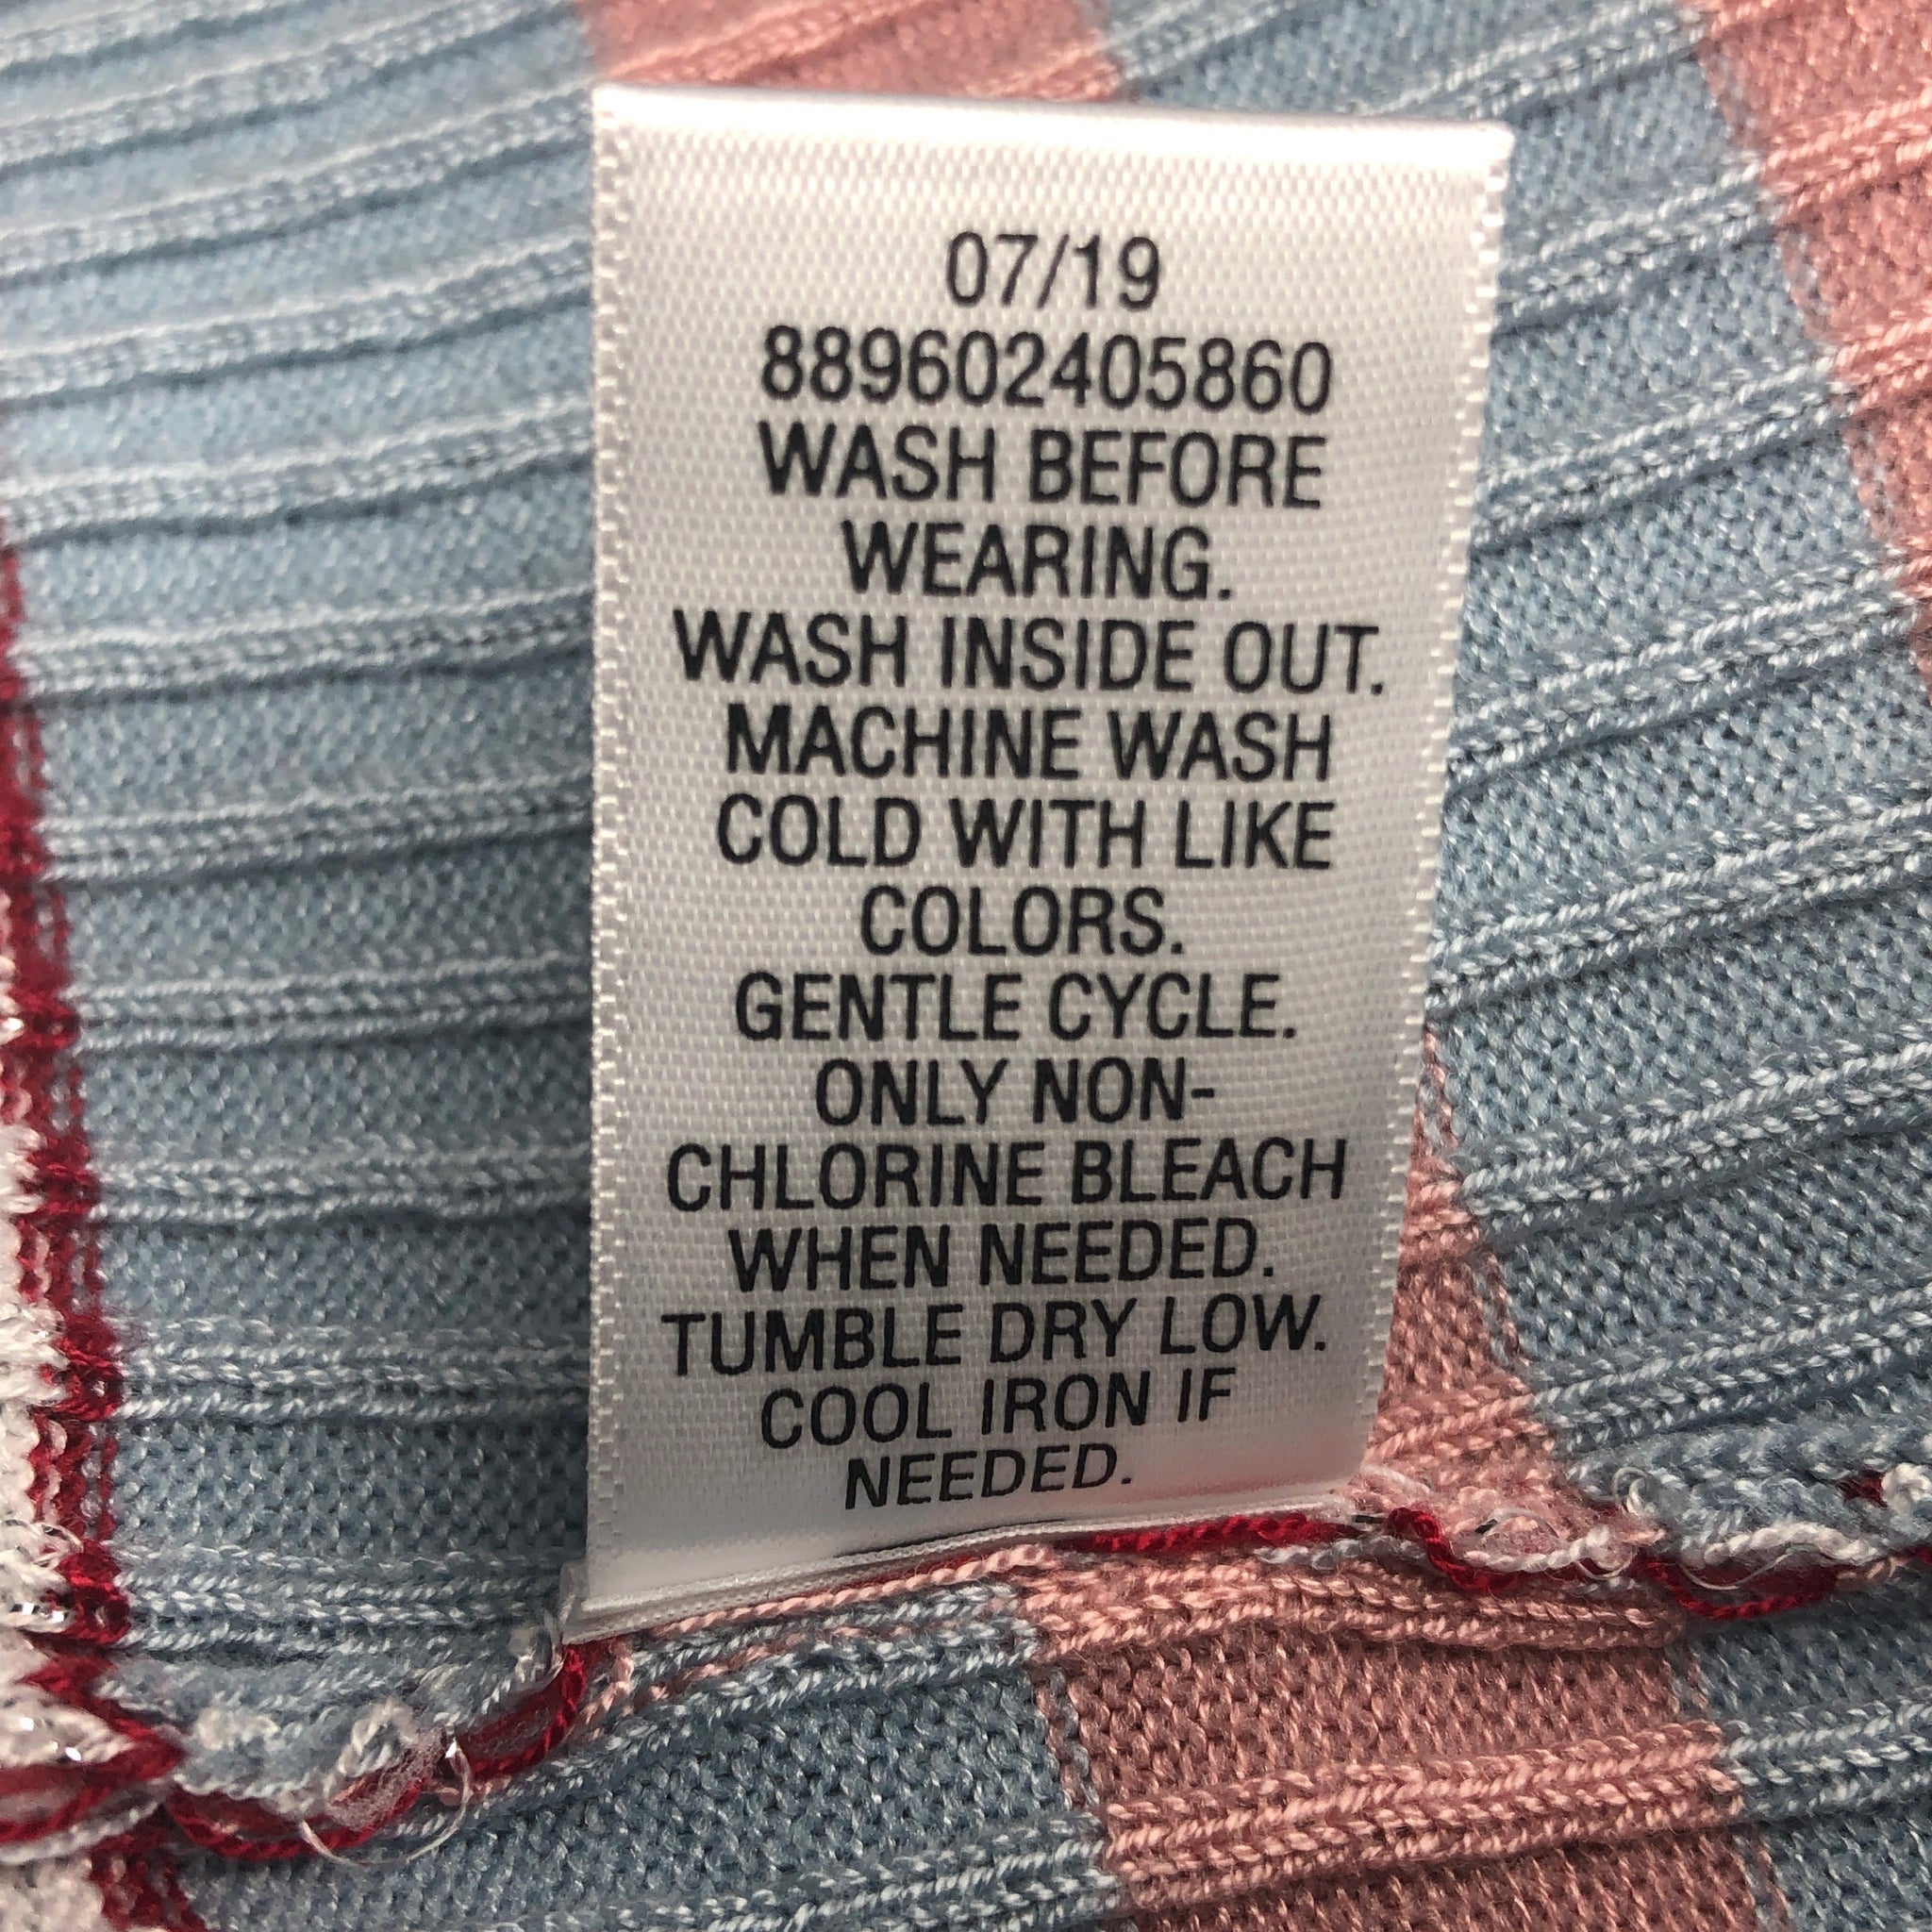 07/19
889602405860
WASH BEFORE
WEARING.
WASH INSIDE OUT.
MACHINE WASH
COLD WITH LIKE
COLORS.
GENTLE CYCLE.
ONLY NON-
CHLORINE BLEACH
WHEN NEEDED.
TUMBLE DRY LOW.
COOL IRON IF
NEEDED.